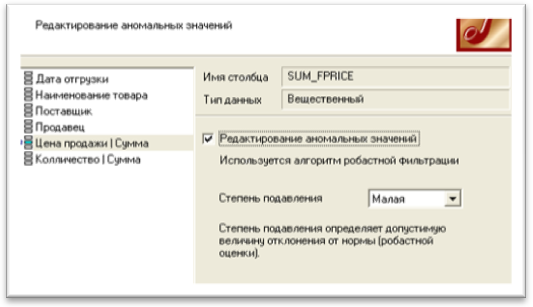 Редактирование аномальных значений
Дата отгрузки
Наименование товара
Поставщик
Продавец
Цена продажи | Сумма
Колличество | Сумма
Имя столбца SUM_FPRICE
Тип данных Вещественный
Редактирование аномальных значений
Используется алгоритм робастной фильтрации
Степень подавления Малая
Степень подавления определяет допустимую
величину отклонения от нормы (робастной
оценки).